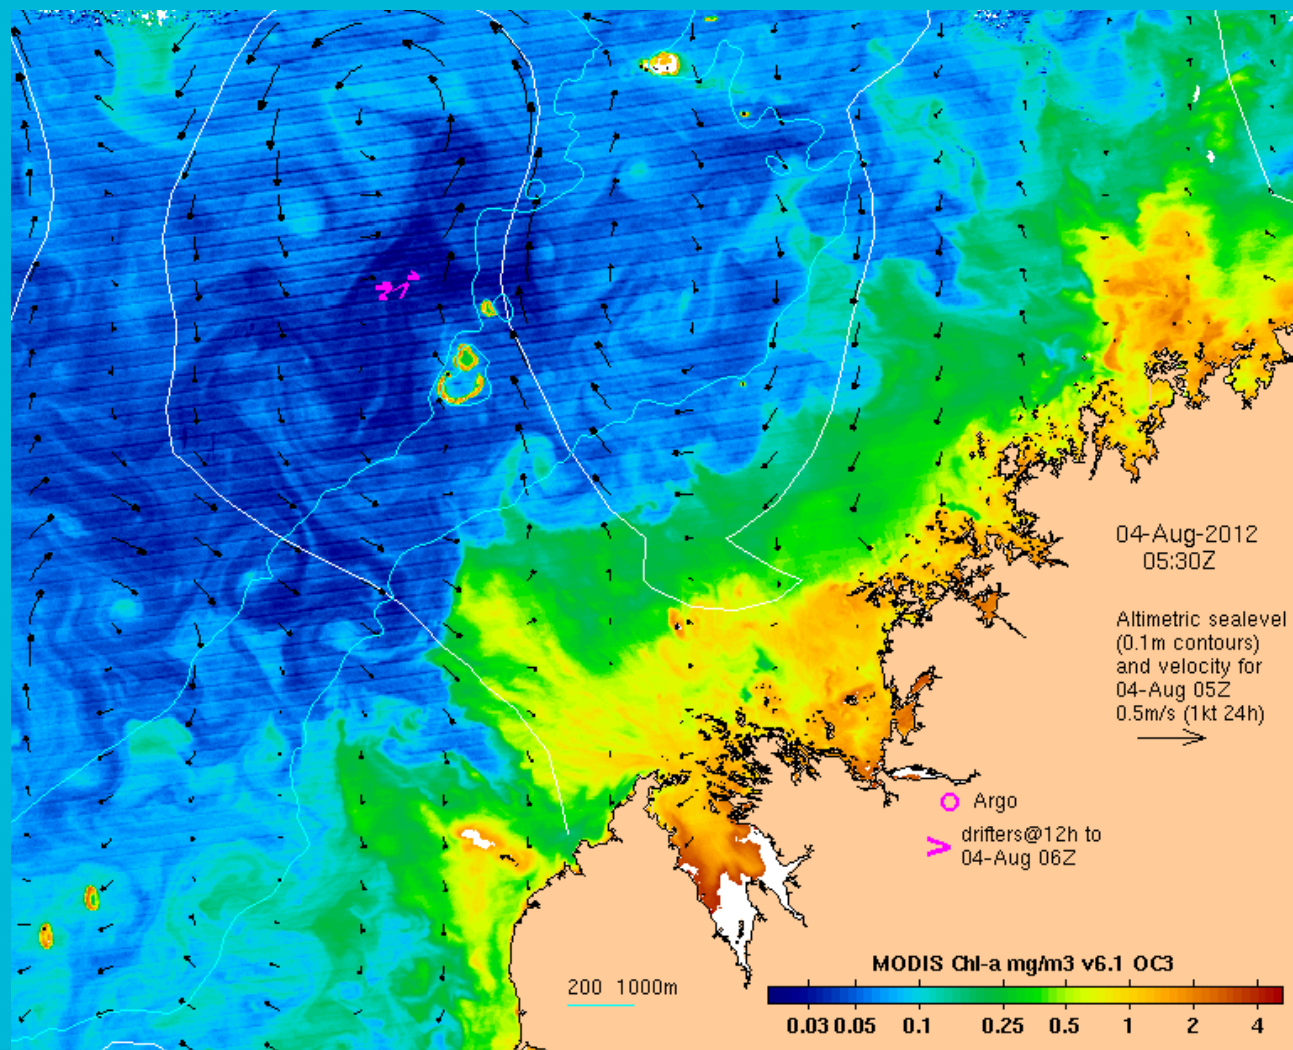 04-Aug-2012
05:30Z
Altimetric sealevel
(0.1m contours)
and velocity for
04-Aug 05Z
0.5m/s (1kt 24h)
Argo
drifters@12h to
04-Aug 06Z
200 1000m
MODIS Chl-a mg/m3 v6.1 OC3
0.03 0.05 0.1 0.25 0.5 1 2 4